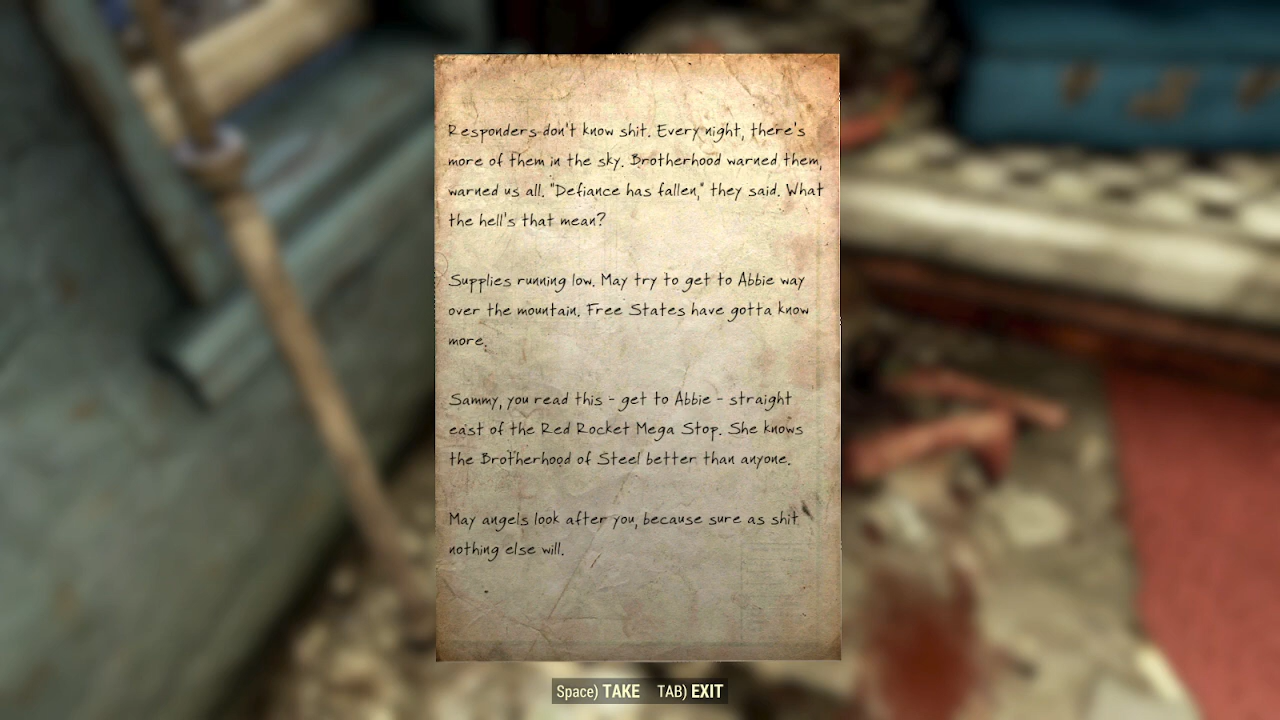 Responders don't know shit. Every night, there's
more of them in the sky. Brotherhood warned them,
warned us all. "Defiance has fallen," they said. What
the hell's that mean?
Supplies running low. May try to get to Abbie way
over the mountain. Free States have gotta know
more.
Sammy, you read this - get to Abbie - straight
east of the Red Rocket Mega Stop. She knows
the Brotherhood of Steel better than anyone.
May angels look after you, because sure as shit
nothing else will.
Space) TAKE TAB) EXIT